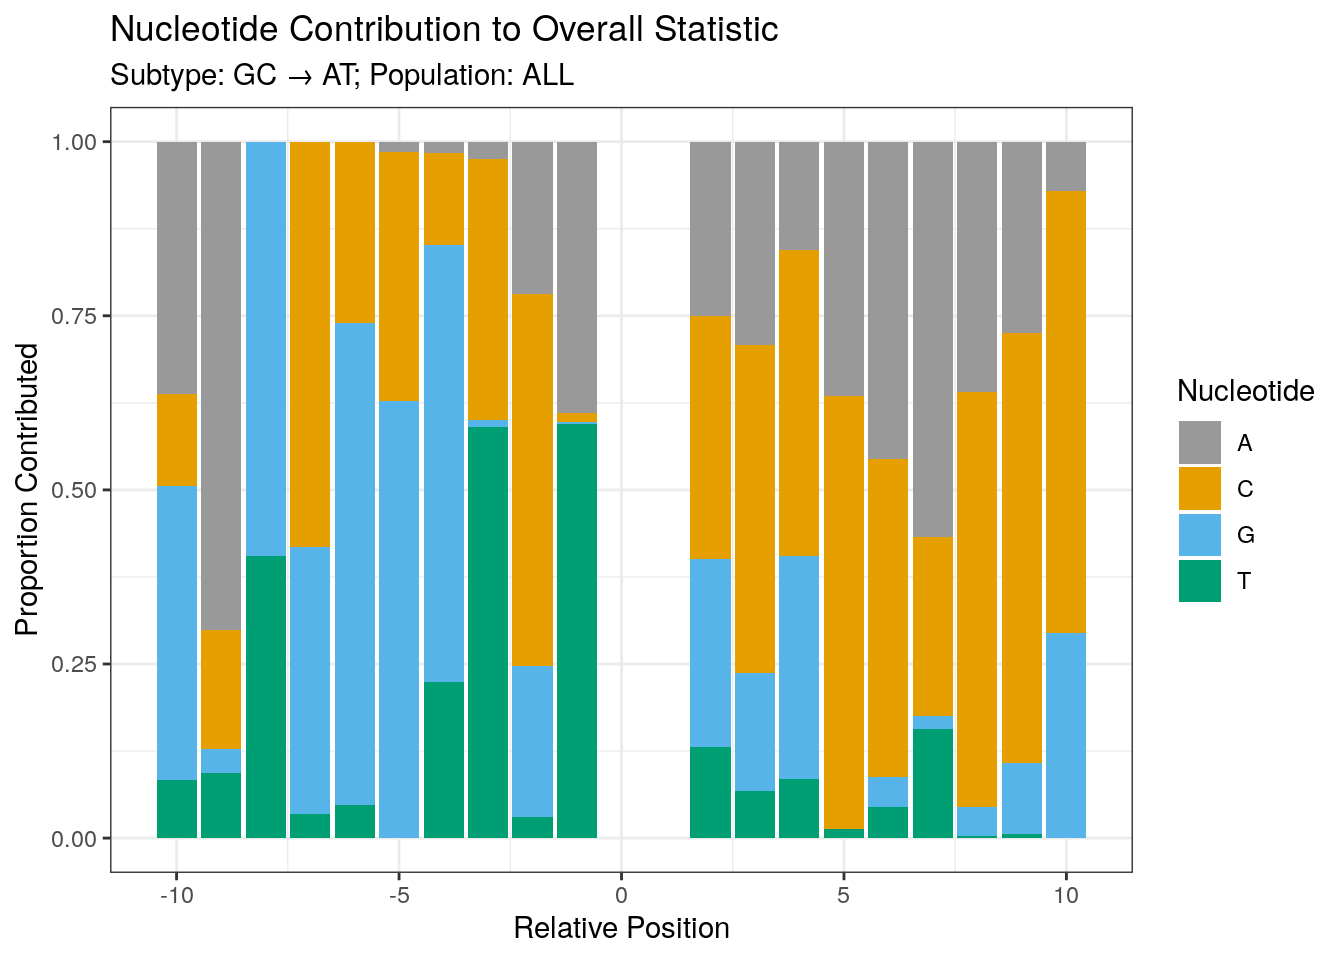 Nucleotide Contribution to Overall Statistic
Subtype: GC → AT; Population: ALL
Proportion Contributed
1.00
0.75
0.50
0.25
0.00
-10
-5
0
5
10
Relative Position
Nucleotide
A
C
G
T